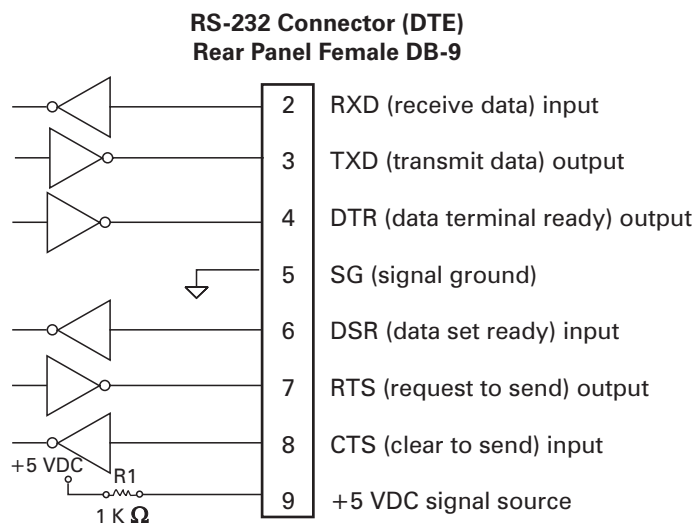 RS-232 Connector (DTE)
Rear Panel Female DB-9
2 RXD (receive data) input
3 TXD (transmit data) output
4 DTR (data terminal ready) output
5 SG (signal ground)
6 DSR (data set ready) input
7 RTS (request to send) output
8 CTS (clear to send) input
+5 VDC
R1
9 +5 VDC signal source
1 K Ω